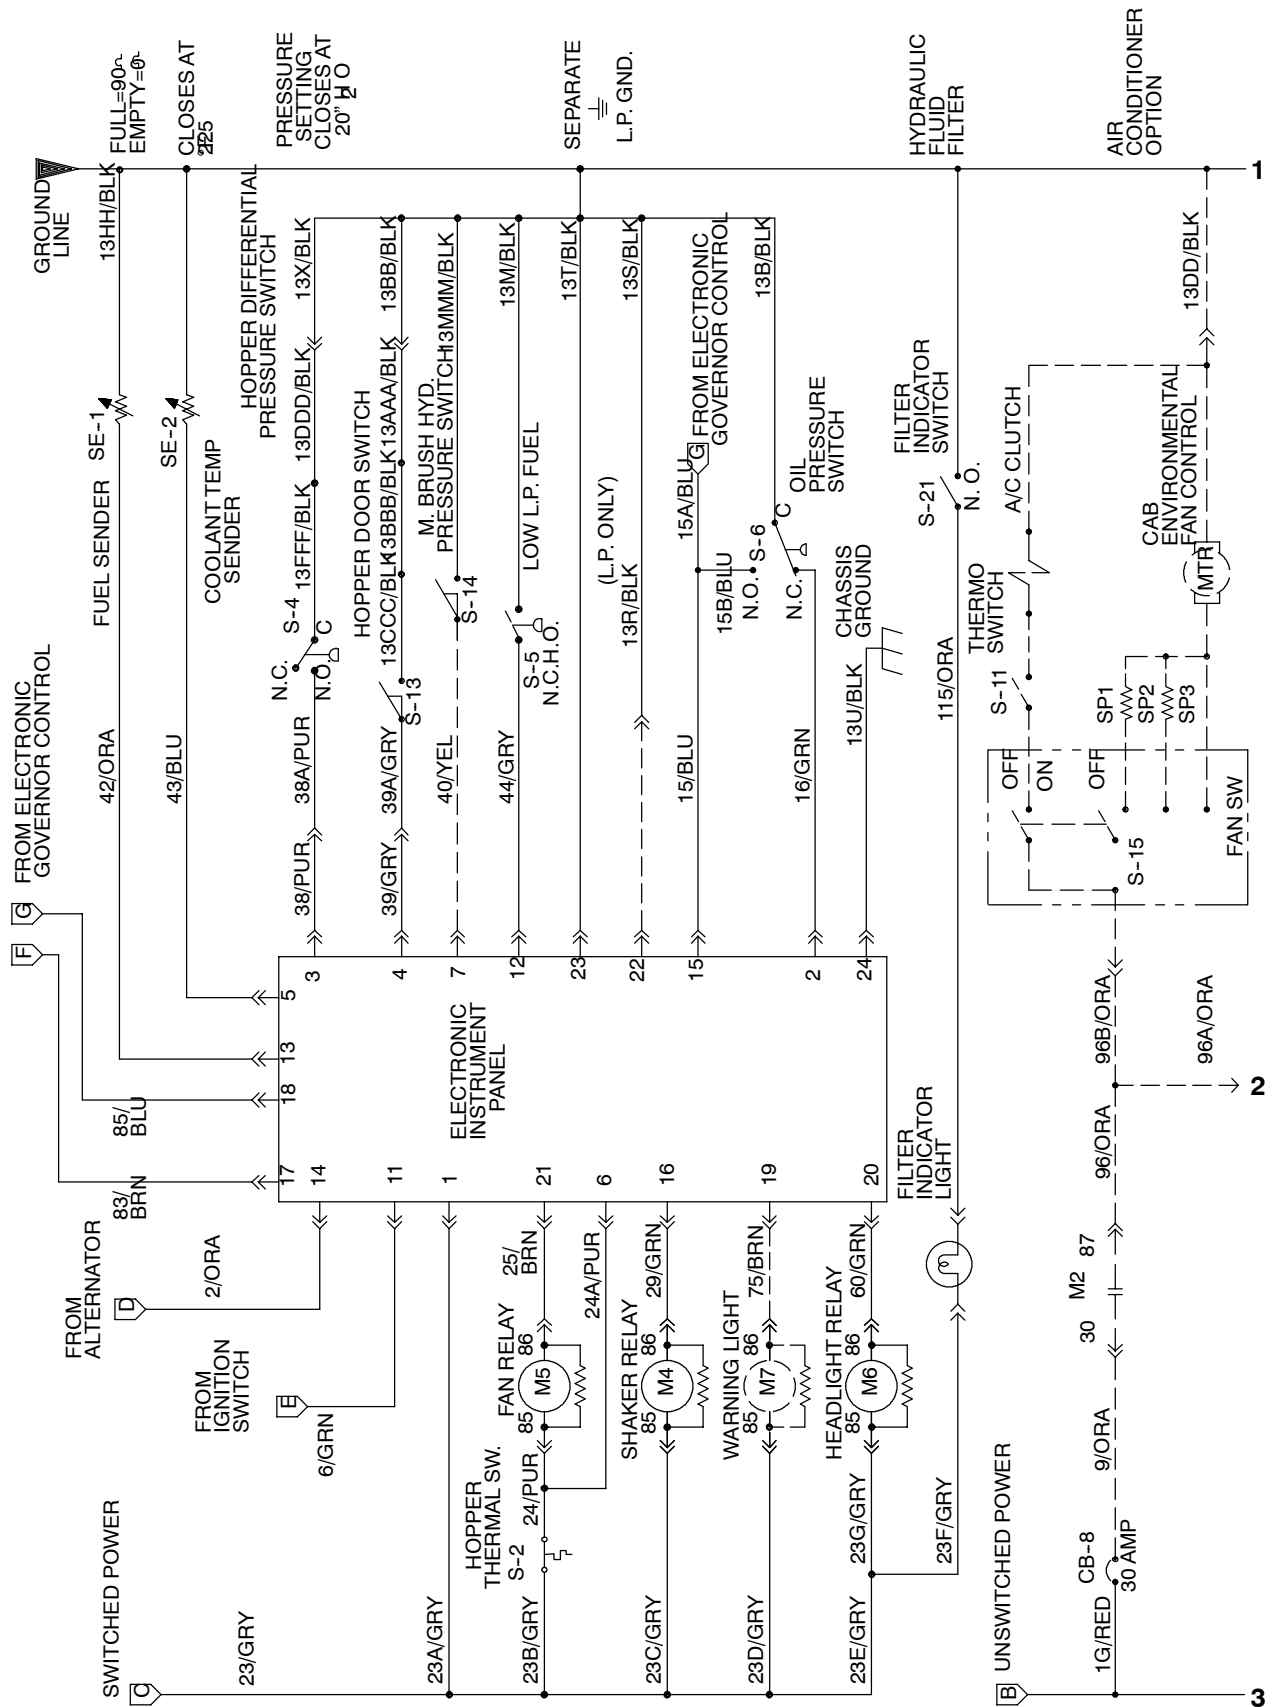 GROUND
LINE
13HH/BLK
FULL=90
EMPTY=0
CLOSES AT
PRESSURE
SETTING
CLOSES AT
20" H O
2
SEPARATE
L.P. GND.
HYDRAULIC
FLUID
FILTER
AIR
CONDITIONER
OPTION
1
FROM ELECTRONIC
GOVERNOR CONTROL
G
F
FUEL SENDER
SE-1
42/ORA
SE-2
COOLANT TEMP
SENDER
43/BLU
HOPPER DIFFERENTIAL
PRESSURE SWITCH
13X/BLK
13DDD/BLK
13FFF/BLK
S-4
C
N.C.
N.O.
38A/PUR
38/PUR
HOPPER DOOR SWITCH
13BB/BLK
13AAA/BLK
13BBB/BLK
13CCC/BLK
S-13
39A/GRY
39/GRY
M. BRUSH HYD.
PRESSURE SWITCH
13MMM/BLK
S-14
40/YEL
LOW L.P. FUEL
13M/BLK
S-5
N.C.H.O.
44/GRY
13T/BLK
(L.P. ONLY)
13S/BLK
13R/BLK
G
FROM ELECTRONIC
GOVERNOR CONTROL
15A/BLU
15B/BLU
15/BLU
N.O.
S-6
C
N.C.
OIL
PRESSURE
SWITCH
13B/BLK
16/GRN
CHASSIS
GROUND
13U/BLK
FILTER
INDICATOR
SWITCH
S-21
N. O.
115/ORA
A/C CLUTCH
THERMO
SWITCH
S-11
13DD/BLK
CAB
ENVIRONMENTAL
FAN CONTROL
MTR
SP1
SP2
SP3
OFF
ON
OFF
S-15
FAN SW
ELECTRONIC
INSTRUMENT
PANEL
5
13
18
17
3
4
7
12
23
22
15
2
24
14
11
1
21
6
16
19
20
85/
BLU
83/
BRN
FROM
ALTERNATOR
D
2/ORA
FROM
IGNITION
SWITCH
E
6/GRN
SWITCHED POWER
C
23/GRY
23A/GRY
HOPPER
THERMAL SW.
S-2
23B/GRY
24/PUR
24A/PUR
FAN RELAY
85
M5
86
25/
BRN
SHAKER RELAY
85
M4
86
29/GRN
23C/GRY
WARNING LIGHT
85
M7
86
75/BRN
23D/GRY
HEADLIGHT RELAY
85
M6
86
60/GRN
23G/GRY
23E/GRY
FILTER
INDICATOR
LIGHT
23F/GRY
UNSWITCHED POWER
B
1G/RED
CB-8
30 AMP
9/ORA
30
M2
87
96/ORA
96B/ORA
96A/ORA
2
3